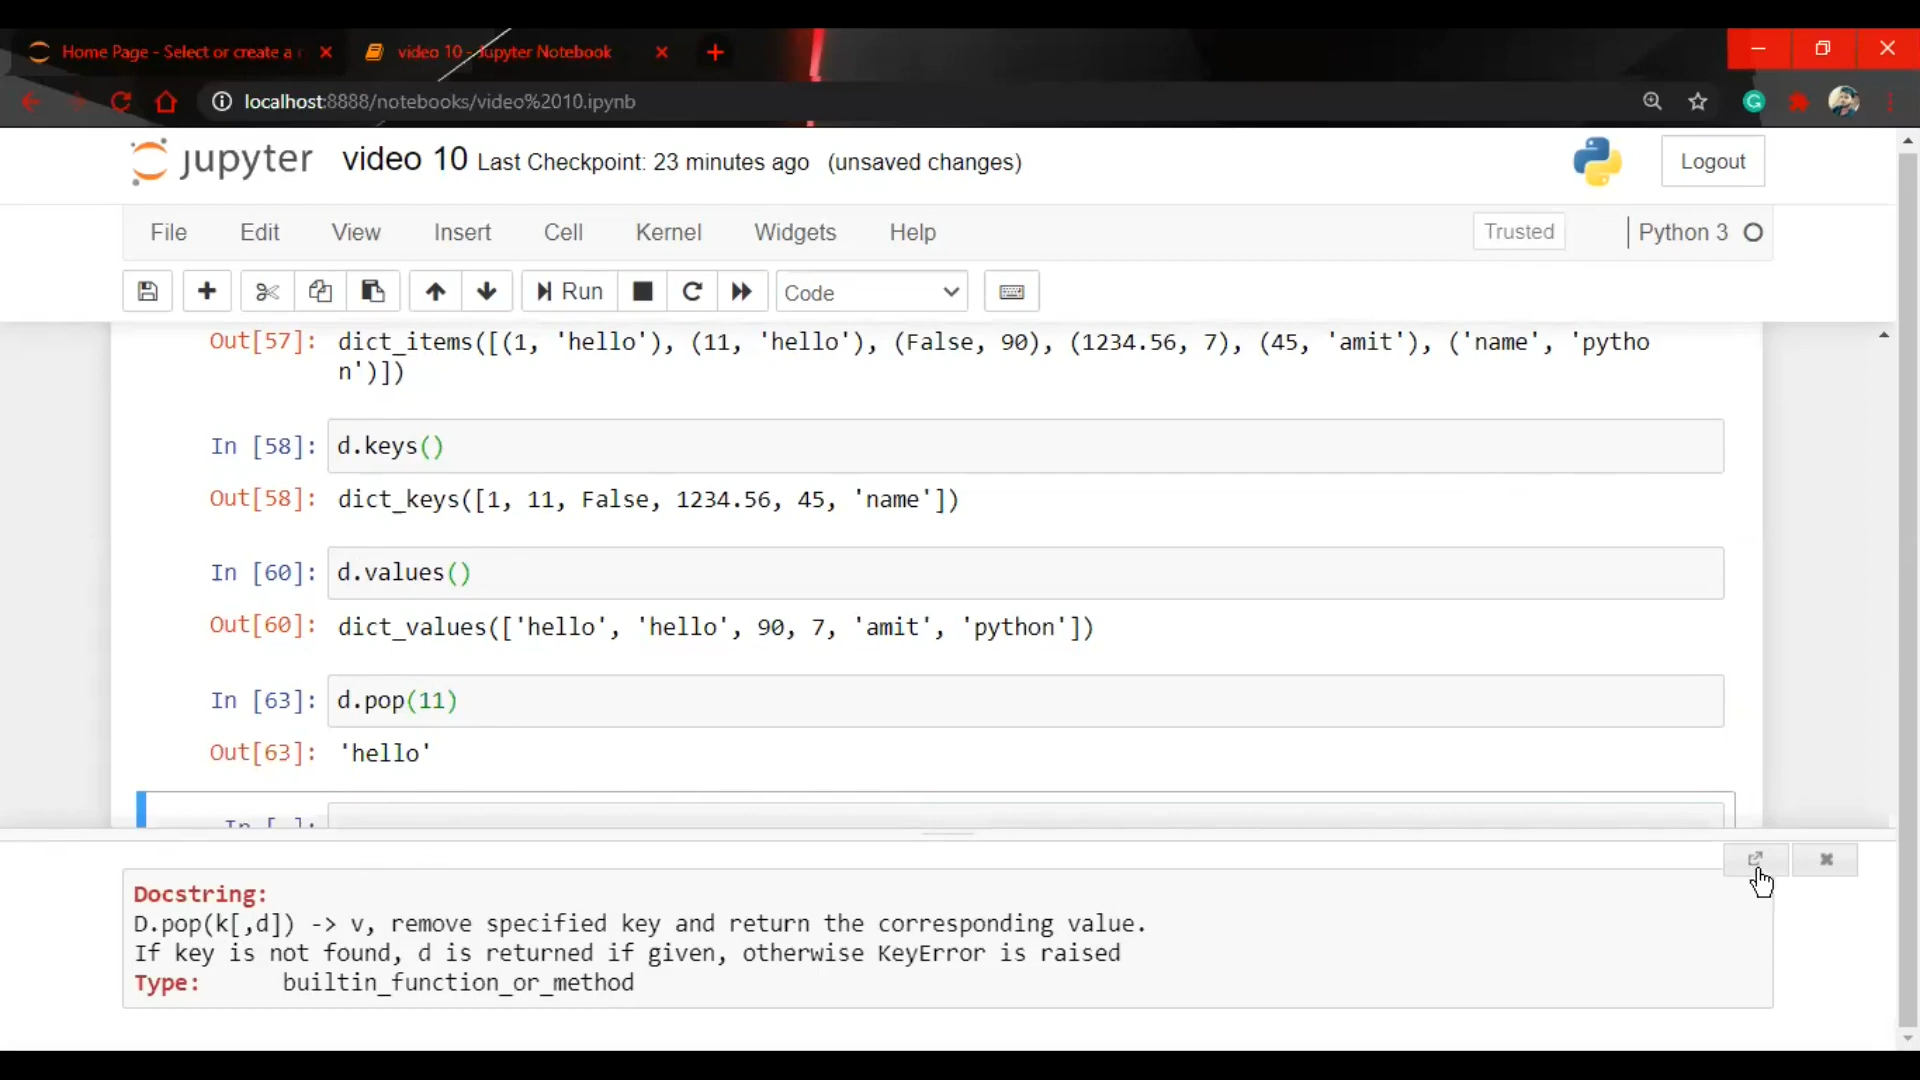 Home Page - Select or create a n
video 10 - Jupyter Notebook
localhost:8888/notebooks/video%2010.ipynb
jupyter video 10 Last Checkpoint: 23 minutes ago (unsaved changes)
Logout
File Edit View Insert Cell Kernel Widgets Help
Trusted
Python 3
Run
Code
Out[57]: dict_items([(1, 'hello'), (11, 'hello'), (False, 90), (1234.56, 7), (45, 'amit'), ('name', 'pytho
n')])
In [58]: d.keys()
Out[58]: dict_keys([1, 11, False, 1234.56, 45, 'name'])
In [60]: d.values()
Out[60]: dict_values(['hello', 'hello', 90, 7, 'amit', 'python'])
In [63]: d.pop(11)
Out[63]: 'hello'
In [ ]:
Docstring:
D.pop(k[,d]) -> v, remove specified key and return the corresponding value.
If key is not found, d is returned if given, otherwise KeyError is raised
Type: builtin_function_or_method